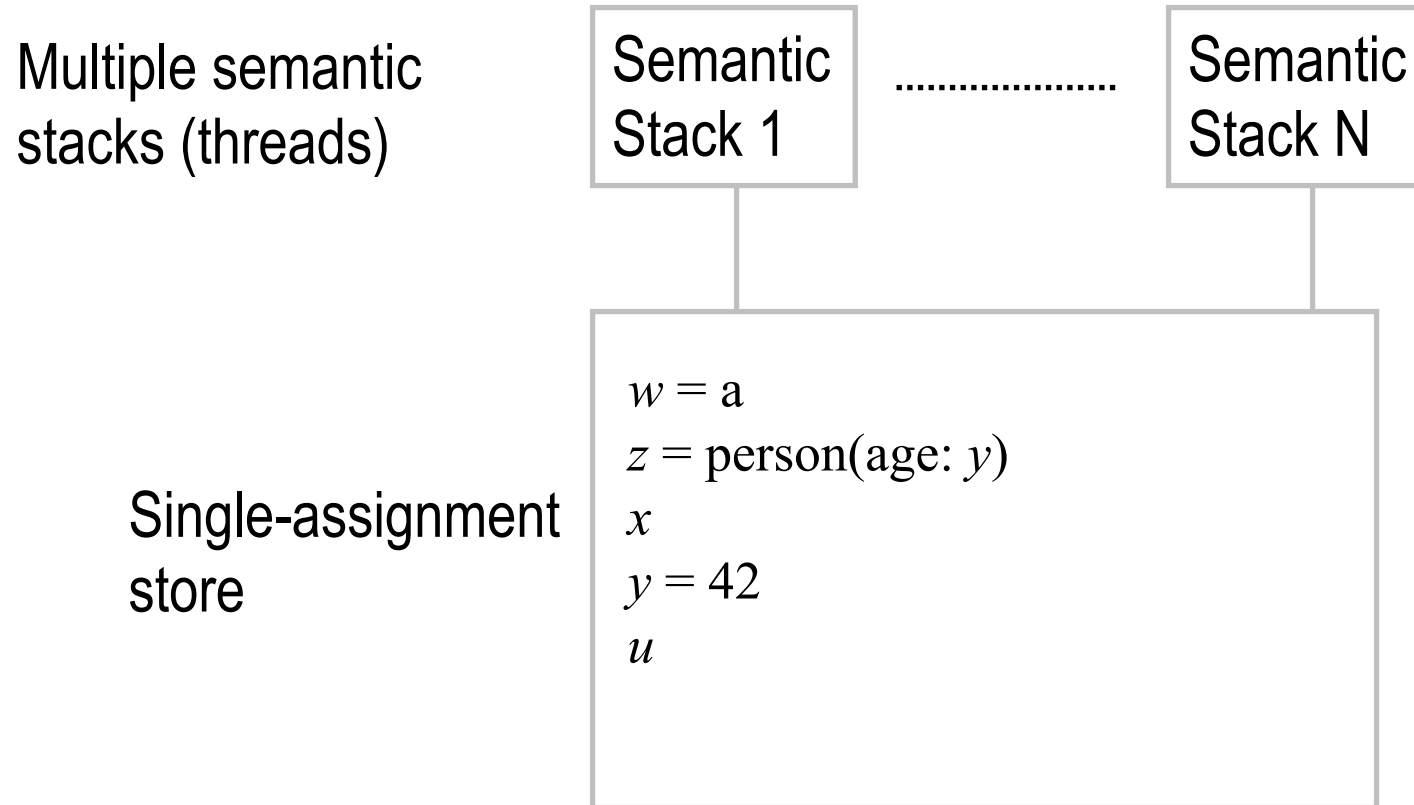 Multiple semantic
stacks (threads)
Semantic
Stack 1
.....................
Semantic
Stack N
Single-assignment
store
w = a
z = person(age: y)
x
y = 42
u